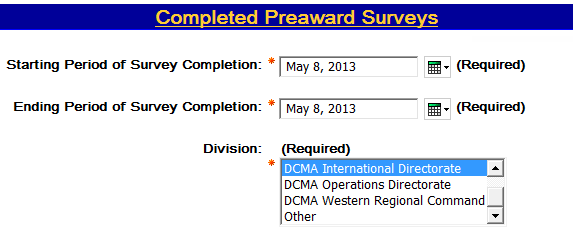 Completed Preaward Surveys
Starting Period of Survey Completion: * May 8, 2013 (Required)
Ending Period of Survey Completion: * May 8, 2013 (Required)
Division: (Required)
* DCMA International Directorate
DCMA Operations Directorate
DCMA Western Regional Command
Other